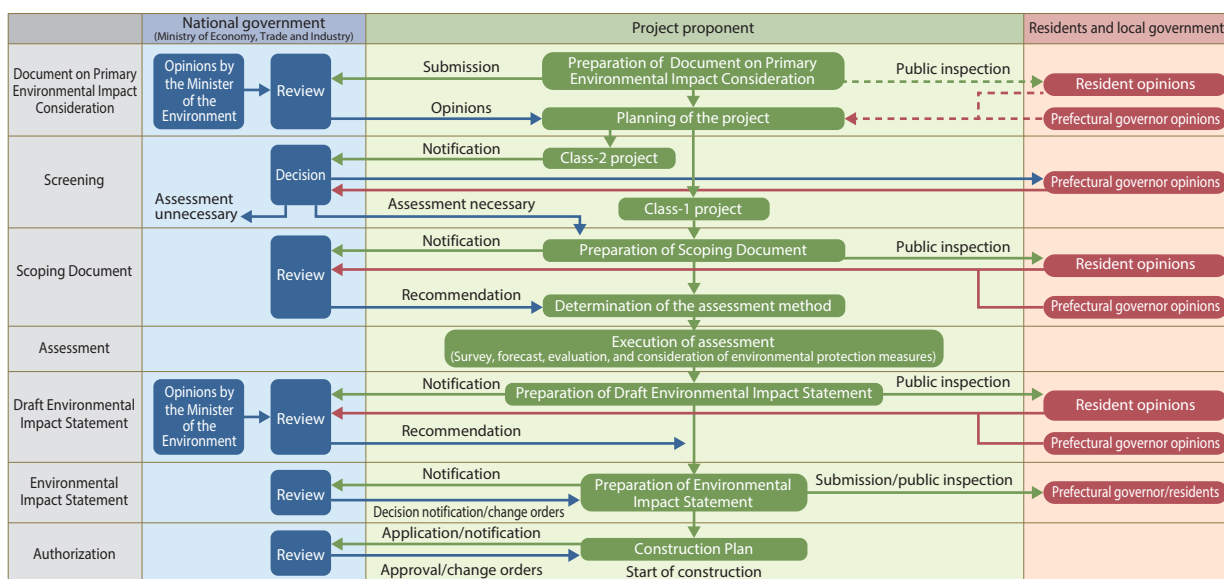 National government
(Ministry of Economy, Trade and Industry)
Project proponent
Residents and local government
Document on Primary
Environmental Impact
Consideration
Opinions by
the Minister
of the
Environment
Review
Submission
Preparation of Document on Primary
Environmental Impact Consideration
Public inspection
Resident opinions
Opinions
Planning of the project
Prefectural governor opinions
Screening
Notification
Class-2 project
Decision
Prefectural governor opinions
Assessment
unnecessary
Assessment necessary
Class-1 project
Scoping Document
Notification
Preparation of Scoping Document
Public inspection
Review
Resident opinions
Recommendation
Determination of the assessment method
Prefectural governor opinions
Assessment
Execution of assessment
(Survey, forecast, evaluation, and consideration of environmental protection measures)
Draft Environmental
Impact Statement
Opinions by
the Minister
of the
Environment
Review
Notification
Preparation of Draft Environmental Impact Statement
Public inspection
Resident opinions
Recommendation
Prefectural governor opinions
Environmental
Impact Statement
Review
Notification
Preparation of Environmental
Impact Statement
Submission/public inspection
Prefectural governor/residents
Decision notification/change orders
Authorization
Application/notification
Review
Construction Plan
Approval/change orders
Start of construction